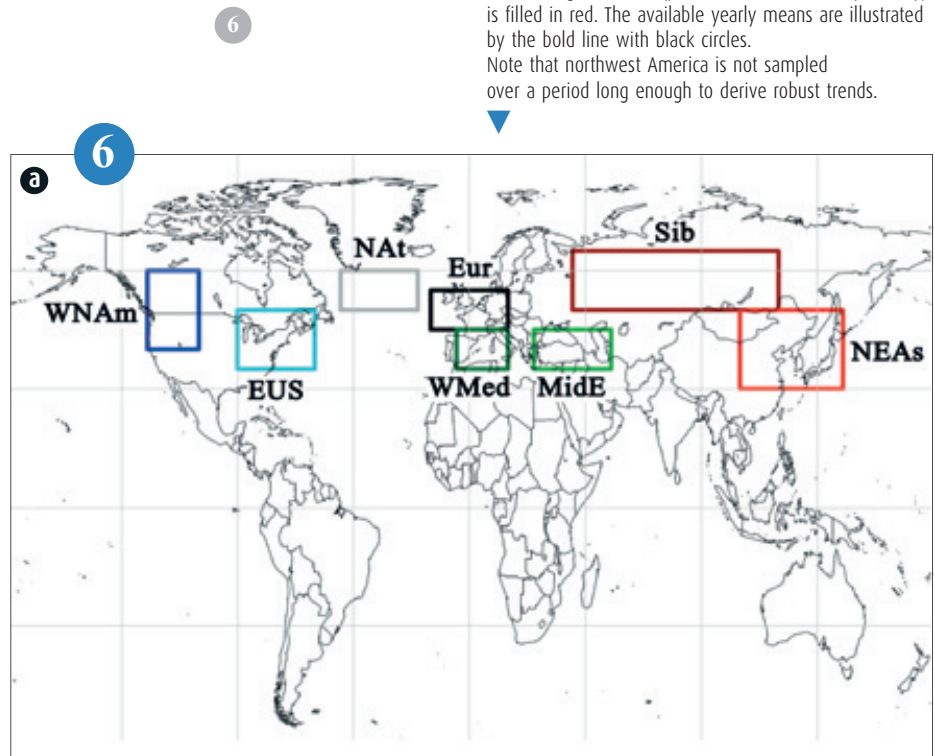 6
is filled in red. The available yearly means are illustrated
by the bold line with black circles.
Note that northwest America is not sampled
over a period long enough to derive robust trends.
6
a
Sib
NAt
Eur
WNAm
NEAs
EUS
WMed
MidE